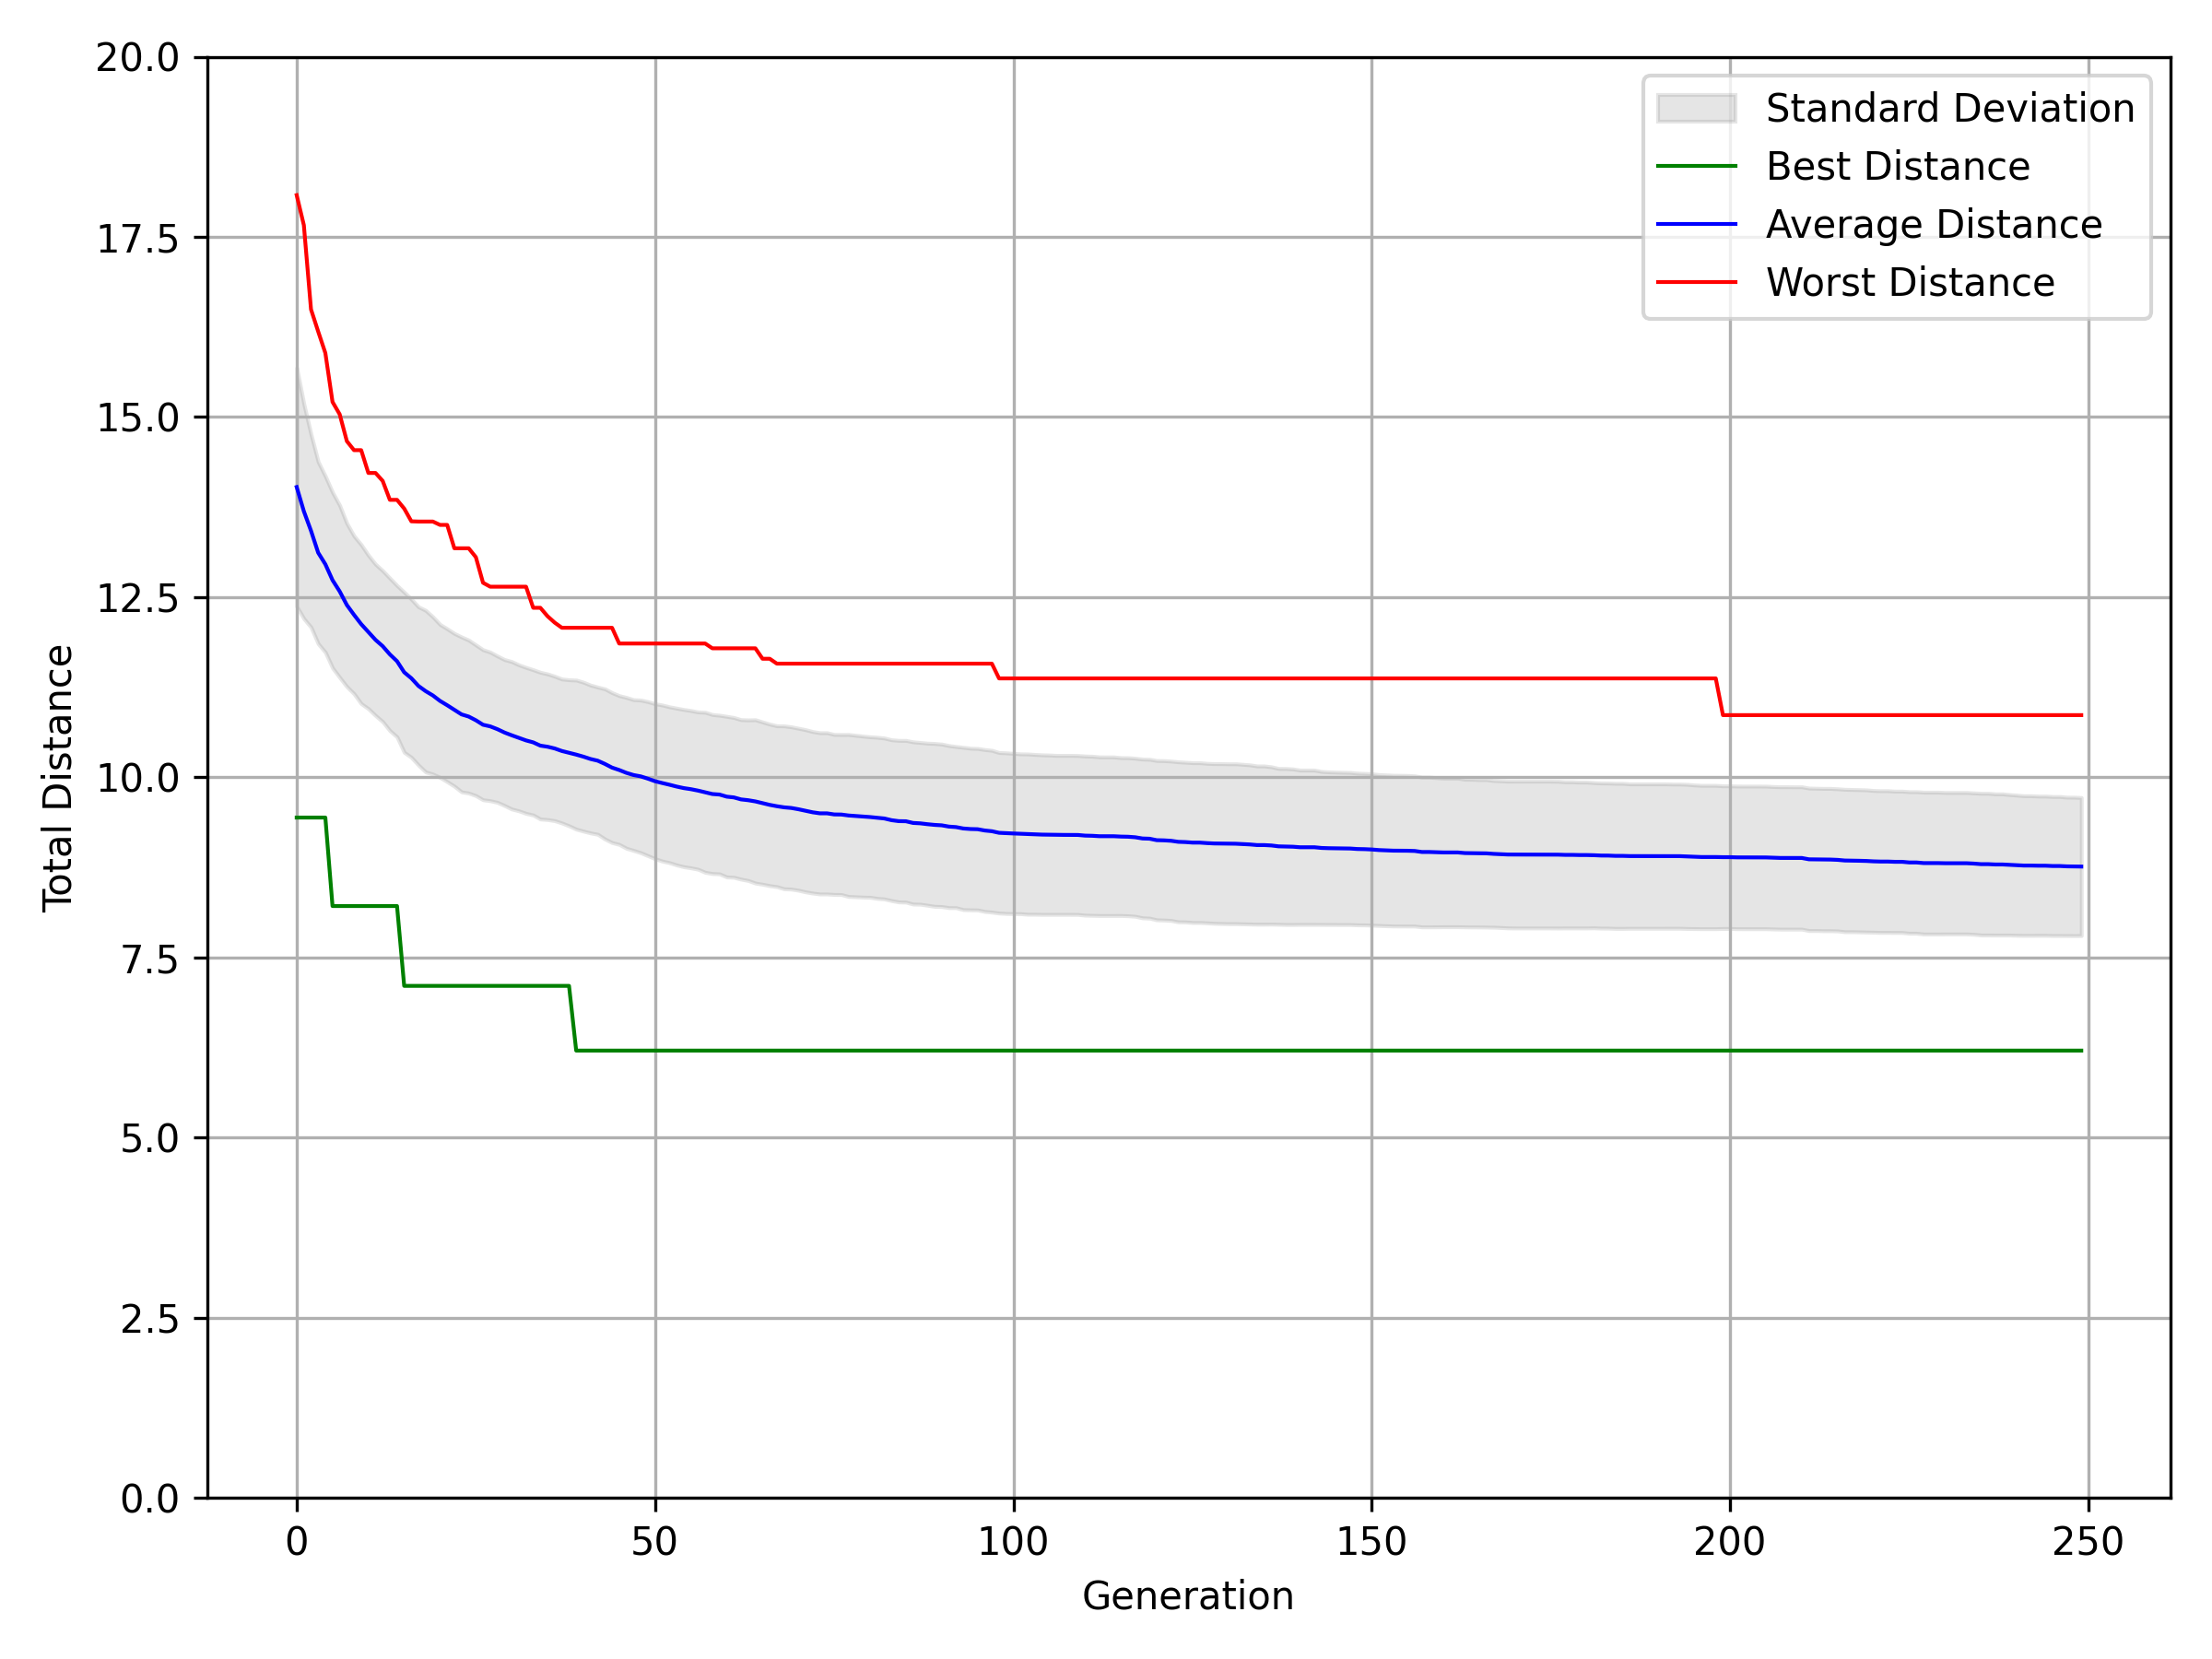 20.0
17.5
15.0
12.5
10.0
7.5
5.0
2.5
0.0
Total Distance
0 50 100 150 200 250
Generation
Standard Deviation
Best Distance
Average Distance
Worst Distance